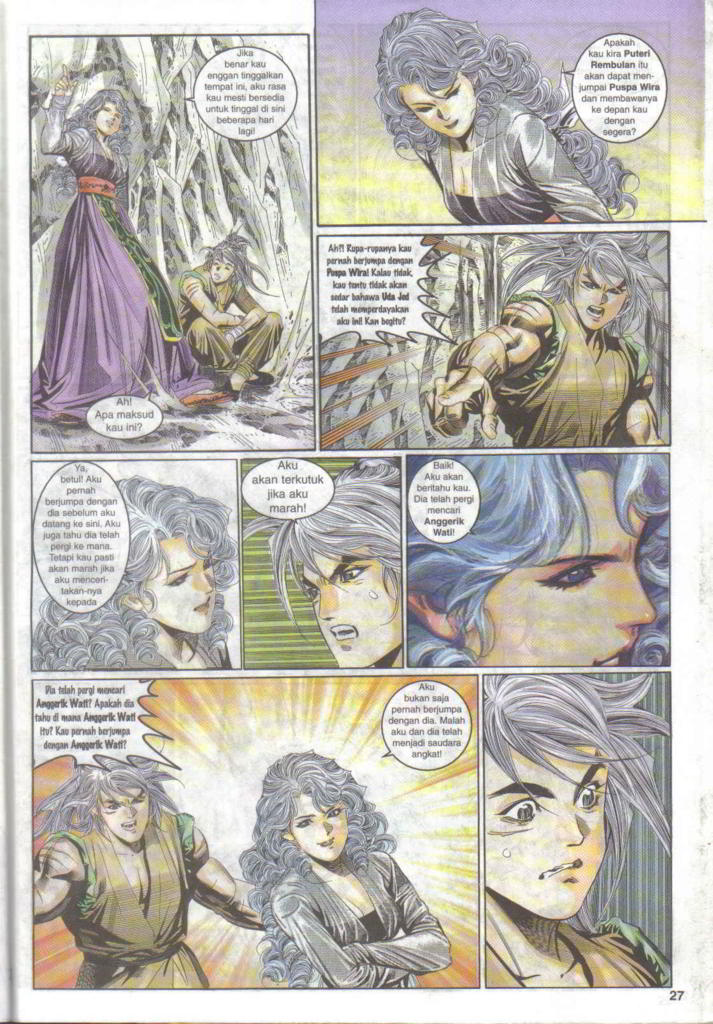 Jika
benar kau
enggan tinggalkan
tempat ini, aku rasa
kau mesti bersedia
untuk tinggal di sini
beberapa hari
lagi!
Ah!
Apa maksud
kau ini?
Apakah
kau kira Puteri
Rembulan itu
akan dapat men-
jumpai Puspa Wira
dan membawanya
ke depan kau
dengan
segera?
Ah?! Rupa-rupanya kau
pernah berjumpa dengan
Puspa Wira! Kalau tidak,
kau tentu tidak akan
sedar bahawa Uda Jed
telah memperdayakan
aku ini! Kan begitu?
Ya,
betul! Aku
pernah
berjumpa dengan
dia sebelum aku
datang ke sini. Aku
juga tahu dia telah
pergi ke mana.
Tetapi kau pasti
akan marah jika
aku menceri-
takan-nya
kepada
Aku
akan terkutuk
jika aku
marah!
Baik!
Aku akan
beritahu kau.
Dia telah pergi
mencari
Anggerik
Wati!
Dia telah pergi mencari
Anggerik Wati? Apakah dia
tahu di mana Anggerik Wati
itu? Kau pernah berjumpa
dengan Anggerik Wati?
Aku
bukan saja
pernah berjumpa
dengan dia. Malah
aku dan dia telah
menjadi saudara
angkat!
27